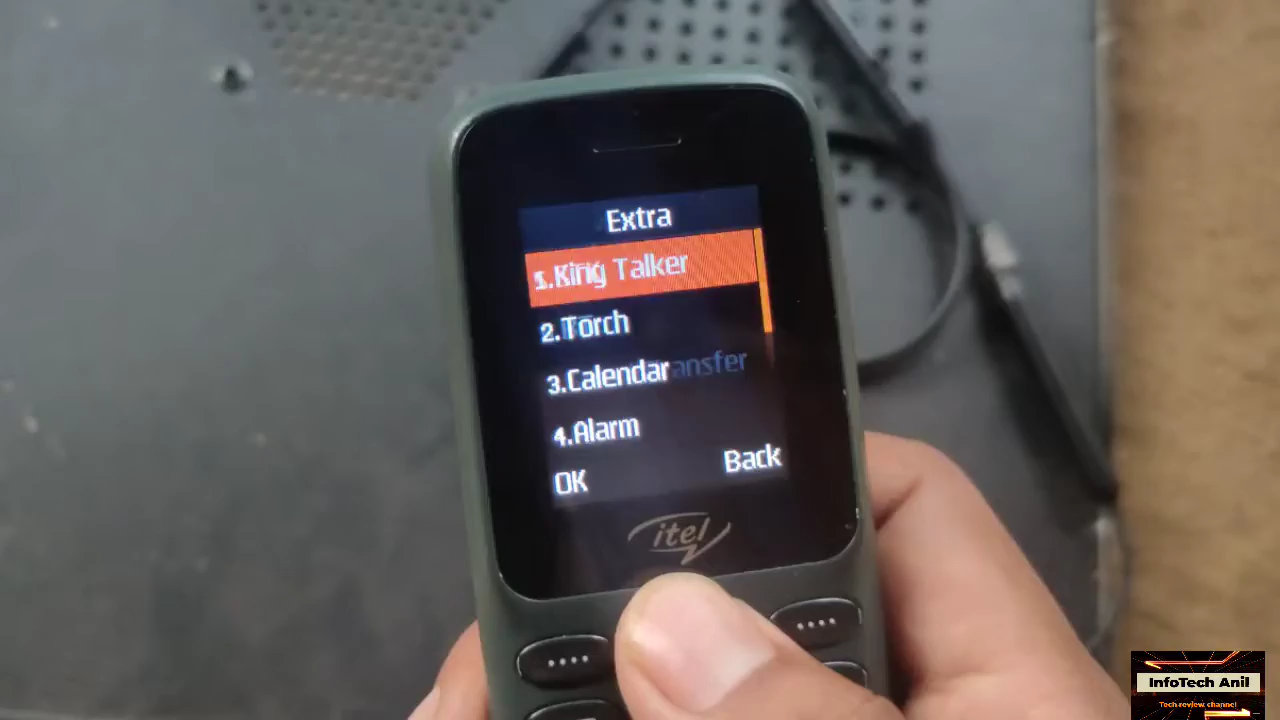 Extra
1.King Talker
2.Torch
3.Calendar
4.Alarm
OK
Back
itel
InfoTech Anil
Tech review channel